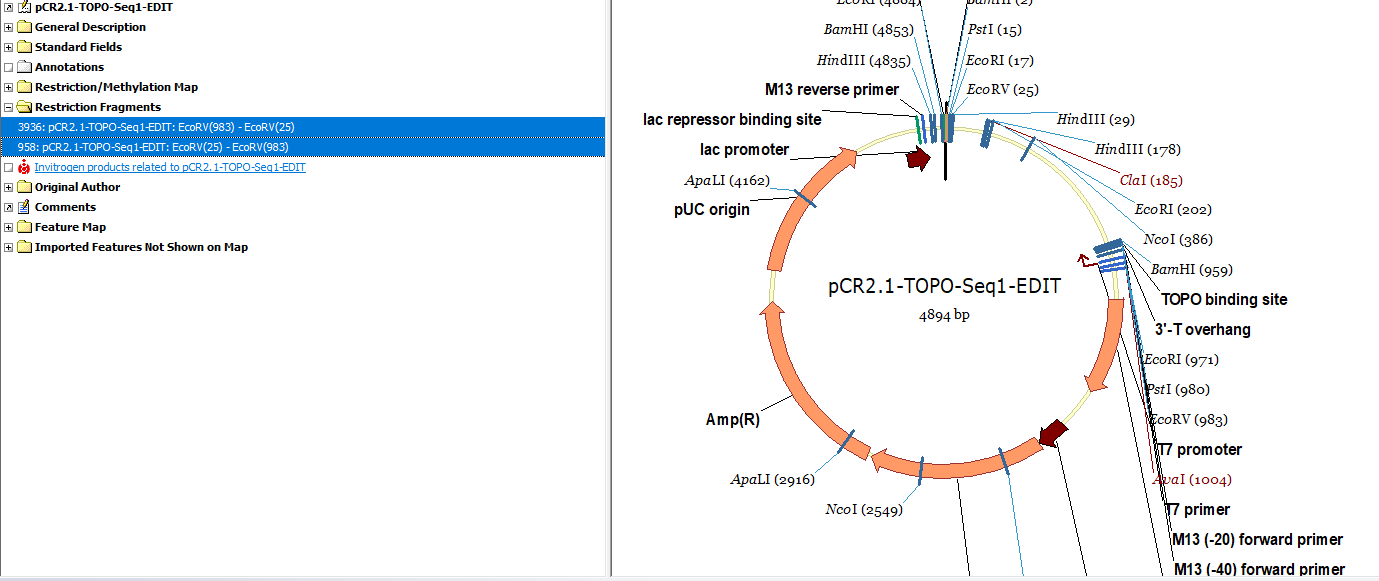 pCR2.1-TOPO-Seq1-EDIT
General Description
Standard Fields
Annotations
Restriction/Methylation Map
Restriction Fragments
3936: pCR2.1-TOPO-Seq1-EDIT: EcoRV(983) - EcoRV(25)
958: pCR2.1-TOPO-Seq1-EDIT: EcoRV(25) - EcoRV(983)
Invitrogen products related to pCR2.1-TOPO-Seq1-EDIT
Original Author
Comments
Feature Map
Imported Features Not Shown on Map
EcoRI (4884)
BamHI (2)
BamHI (4853)
PstI (15)
HindIII (4835)
EcoRI (17)
M13 reverse primer
EcoRV (25)
lac repressor binding site
HindIII (29)
lac promoter
HindIII (178)
ApaLI (4162)
ClaI (185)
pUC origin
EcoRI (202)
NcoI (386)
BamHI (959)
pCR2.1-TOPO-Seq1-EDIT
4894 bp
TOPO binding site
3'-T overhang
EcoRI (971)
PstI (980)
Amp(R)
EcoRV (983)
T7 promoter
ApaLI (2916)
AvaI (1004)
NcoI (2549)
T7 primer
M13 (-20) forward primer
M13 (-40) forward primer